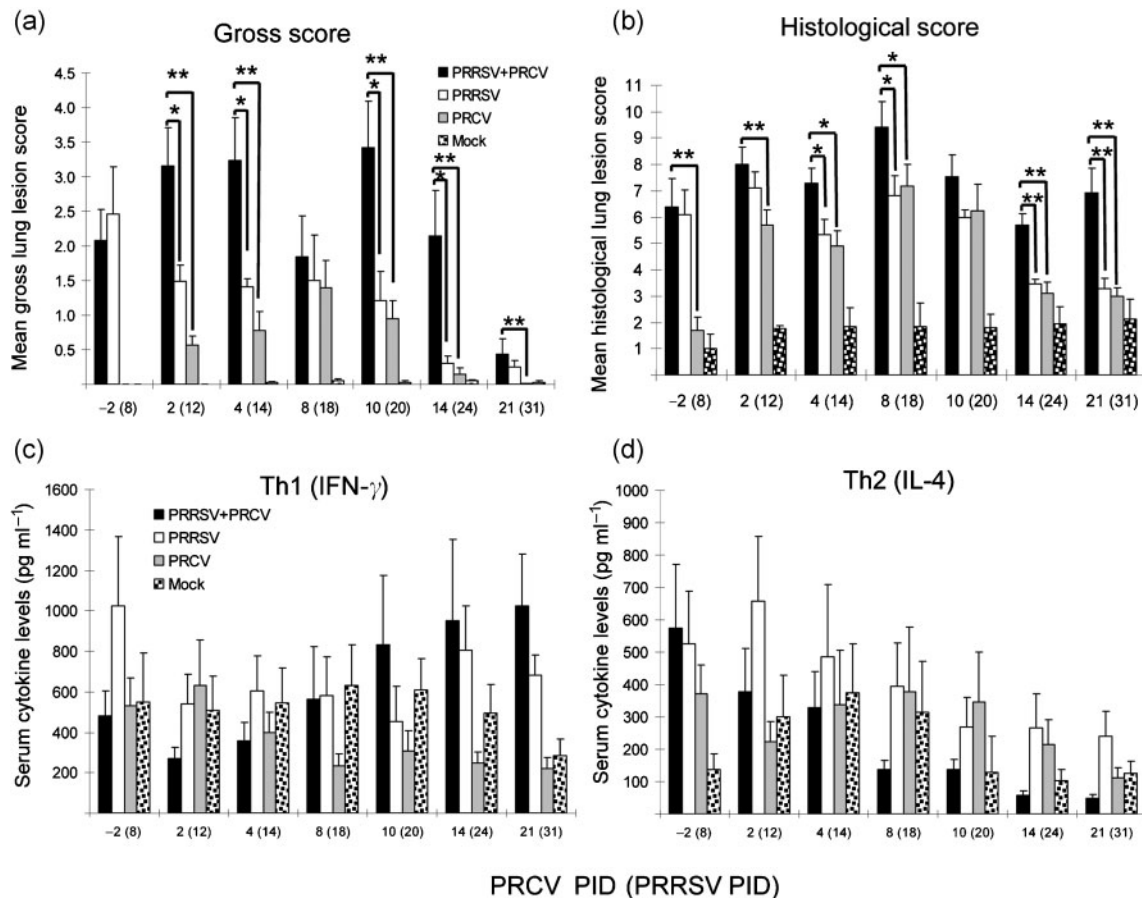 (a)
Gross score
Mean gross lung lesion score
4.5
4.0
3.5
3.0
2.5
2.0
1.5
1.0
0.5
** * ** * ** * ** * **
PRRSV+PRCV
PRRSV
PRCV
Mock
−2 (8) 2 (12) 4 (14) 8 (18) 10 (20) 14 (24) 21 (31)
(b)
Histological score
Mean histological lung lesion score
11
10
9
8
7
6
5
4
3
2
1
** ** * * * * ** ** ** **
−2 (8) 2 (12) 4 (14) 8 (18) 10 (20) 14 (24) 21 (31)
(c)
Th1 (IFN-γ)
Serum cytokine levels (pg ml⁻¹)
1600
1400
1200
1000
800
600
400
200
PRRSV+PRCV
PRRSV
PRCV
Mock
−2 (8) 2 (12) 4 (14) 8 (18) 10 (20) 14 (24) 21 (31)
(d)
Th2 (IL-4)
Serum cytokine levels (pg ml⁻¹)
1000
900
800
700
600
500
400
300
200
100
−2 (8) 2 (12) 4 (14) 8 (18) 10 (20) 14 (24) 21 (31)
PRCV PID (PRRSV PID)